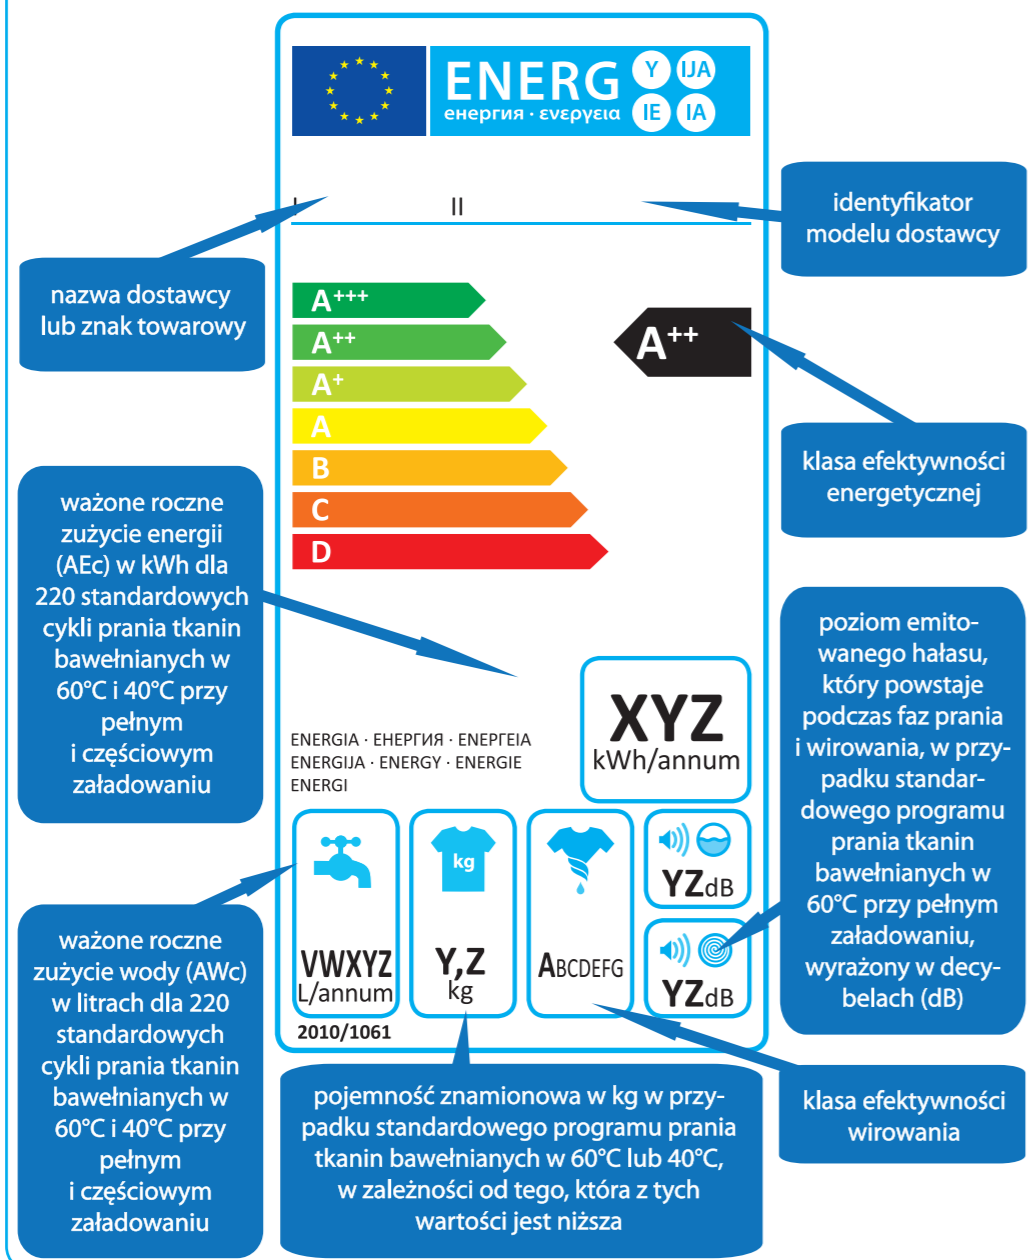 ENERG
енергия · ενεργεια
Y
IJA
IE
IA
I
II
identyfikator
modelu dostawcy
nazwa dostawcy
lub znak towarowy
A+++
A++
A+
A
B
C
D
A++
klasa efektywności
energetycznej
ważone roczne
zużycie energii
(AEc) w kWh dla
220 standardowych
cykli prania tkanin
bawełnianych w
60°C i 40°C przy
pełnym
i częściowym
załadowaniu
poziom emito-
wanego hałasu,
który powstaje
podczas faz prania
i wirowania, w przy-
padku standar-
dowego programu
prania tkanin
bawełnianych w
60°C przy pełnym
załadowaniu,
wyrażony w decy-
belach (dB)
XYZ
kWh/annum
ENERGIA · ЕНЕРГИЯ · ΕΝΕΡΓΕΙΑ
ENERGIJA · ENERGY · ENERGIE
ENERGI
VWXYZ
L/annum
kg
Y,Z
kg
ABCDEFG
YZdB
YZdB
2010/1061
ważone roczne
zużycie wody (AWc)
w litrach dla 220
standardowych
cykli prania tkanin
bawełnianych w
60°C i 40°C przy
pełnym
i częściowym
załadowaniu
pojemność znamionowa w kg w przy-
padku standardowego programu prania
tkanin bawełnianych w 60°C lub 40°C,
w zależności od tego, która z tych
wartości jest niższa
klasa efektywności
wirowania